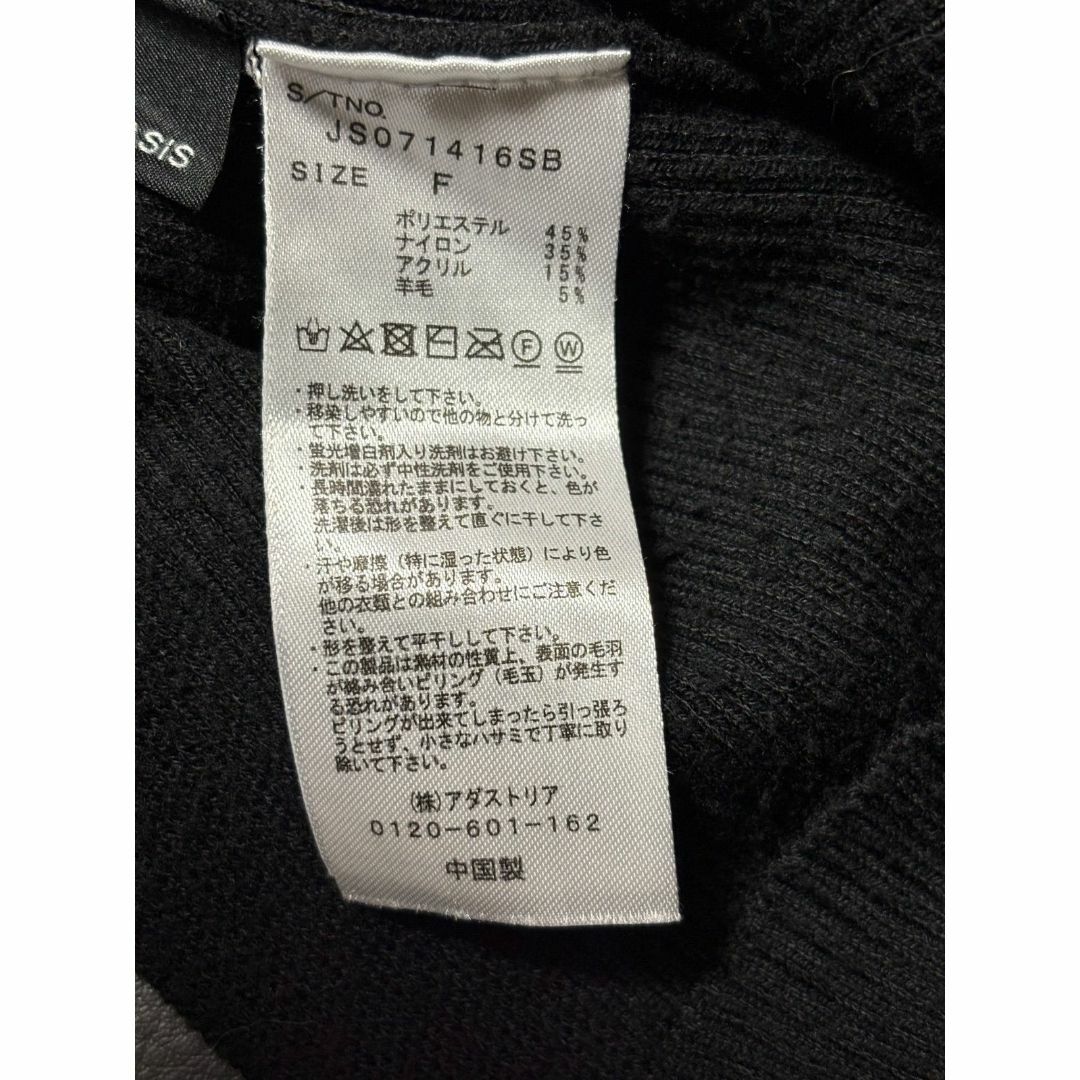 sis
S/TNO.
JS071416SB
SIZE F
ポリエステル 45%
ナイロン 35%
アクリル 15%
羊毛 5%
F W
・押し洗いをして下さい。
・移染しやすいので他の物と分けて洗っ
て下さい。
・蛍光増白剤入り洗剤はお避け下さい。
・洗剤は必ず中性洗剤をご使用下さい。
・長時間濡れたままにしておくと、色が
落ちる恐れがあります。
洗濯後は形を整えて直ぐに干して下さ
い。
・汗や摩擦（特に湿った状態）により色
が移る場合があります。
他の衣類との組み合わせにご注意くだ
さい。
・形を整えて平干しして下さい。
・この製品は素材の性質上、表面の毛羽
が絡み合いピリング（毛玉）が発生す
る恐れがあります。
ピリングが出来てしまったら引っ張ろ
うとせず、小さなハサミで丁寧に取り
除いて下さい。
(株)アダストリア
0120-601-162
中国製